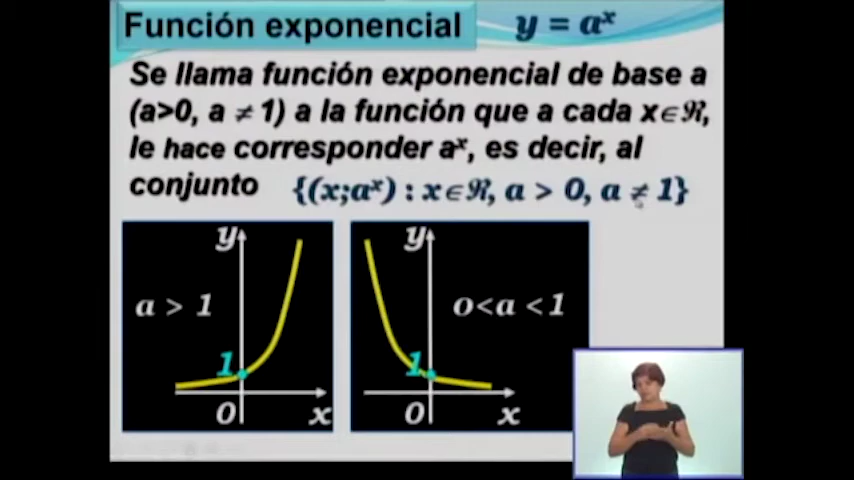 Función exponencial y = aˣ
Se llama función exponencial de base a
(a>0, a ≠ 1) a la función que a cada x∈ℜ,
le hace corresponder aˣ, es decir, al
conjunto {(x;aˣ) : x∈ℜ, a > 0, a ≠ 1}
y y
a > 1 0<a <1
1 1
0 x 0 x